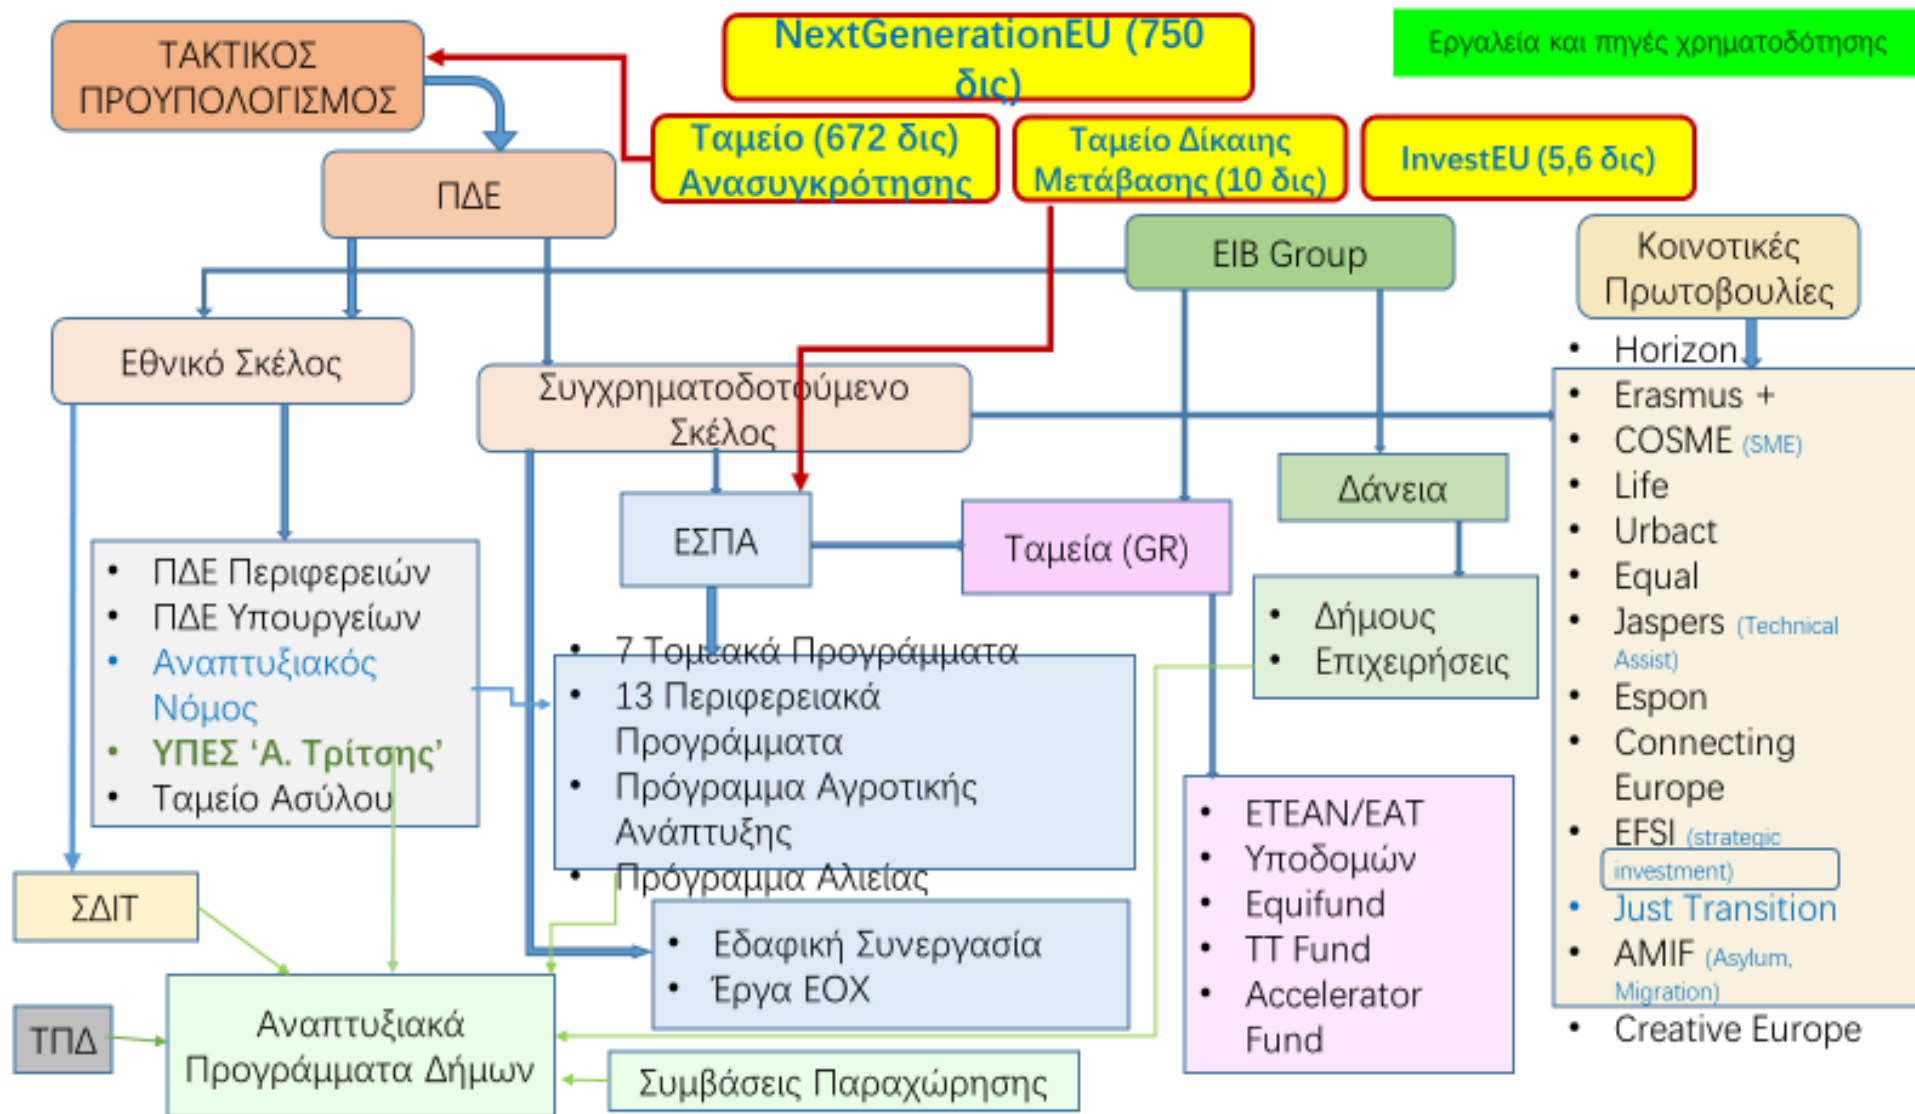 ΤΑΚΤΙΚΟΣ
ΠΡΟΥΠΟΛΟΓΙΣΜΟΣ
NextGenerationEU (750
δις)
Εργαλεία και πηγές χρηματοδότησης
Ταμείο (672 δις)
Ανασυγκρότησης
Ταμείο Δίκαιης
Μετάβασης (10 δις)
InvestEU (5,6 δις)
ΠΔΕ
EIB Group
Κοινοτικές
Πρωτοβουλίες
Εθνικό Σκέλος
Συγχρηματοδοτούμενο
Σκέλος
ΕΣΠΑ
Ταμεία (GR)
Δάνεια
• Δήμους
• Επιχειρήσεις
• Horizon
• Erasmus +
• COSME (SME)
• Life
• Urbact
• Equal
• Jaspers (Technical
Assist)
• Espon
• Connecting
Europe
• EFSI (strategic
investment)
• Just Transition
• AMIF (Asylum,
Migration)
• Creative Europe
• ΠΔΕ Περιφερειών
• ΠΔΕ Υπουργείων
• Αναπτυξιακός
Νόμος
• ΥΠΕΣ ‘Α. Τρίτσης’
• Ταμείο Ασύλου
• 7 Τομεακά Προγράμματα
• 13 Περιφερειακά
Προγράμματα
• Πρόγραμμα Αγροτικής
Ανάπτυξης
• Πρόγραμμα Αλιείας
• ΕΤΕΑΝ/ΕΑΤ
• Υποδομών
• Equifund
• TT Fund
• Accelerator
Fund
ΣΔΙΤ
• Εδαφική Συνεργασία
• Έργα ΕΟΧ
ΤΠΔ
Αναπτυξιακά
Προγράμματα Δήμων
Συμβάσεις Παραχώρησης